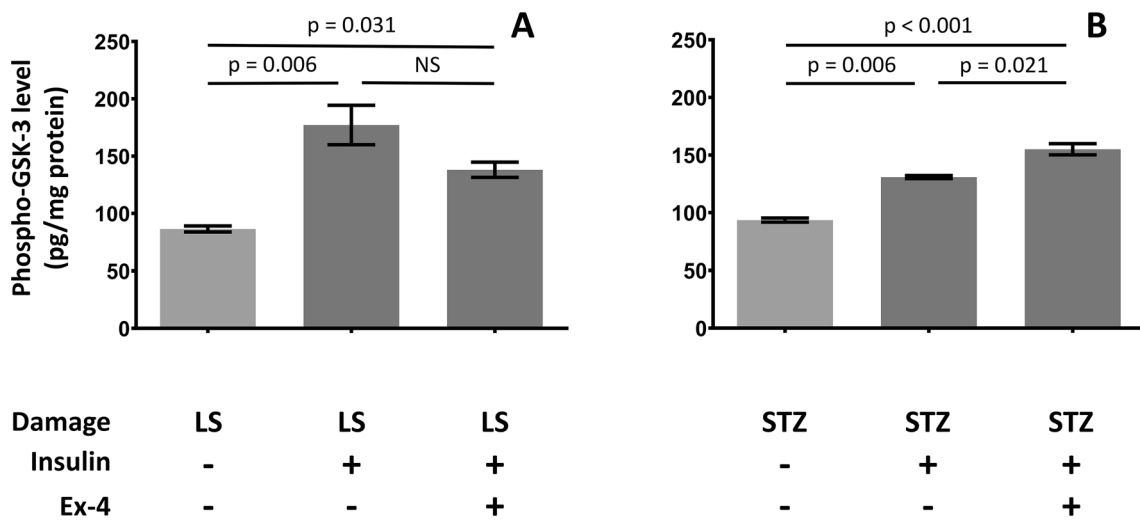 A
p = 0.031
p = 0.006
NS
250
200
150
100
50
0
Phospho-GSK-3 level
(pg/mg protein)
B
p < 0.001
p = 0.006
p = 0.021
250
200
150
100
50
0
Damage LS LS LS STZ STZ STZ
Insulin - + + - + +
Ex-4 - - + - - +